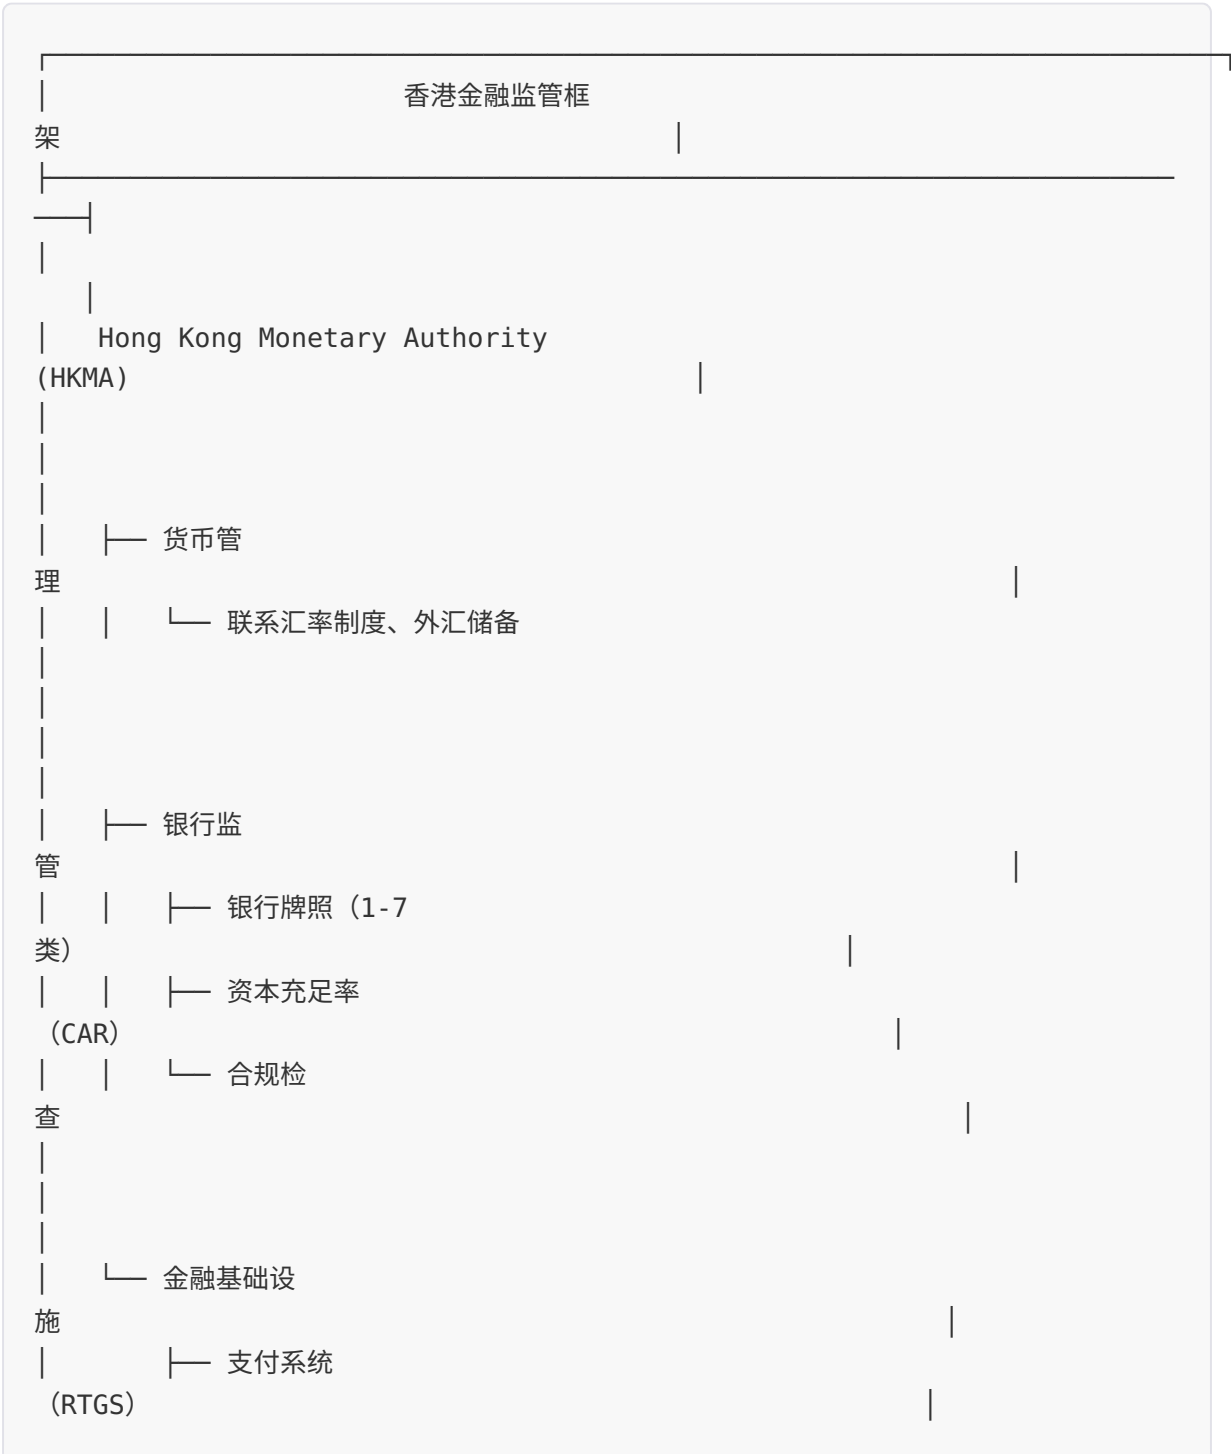 香港金融监管框
架
Hong Kong Monetary Authority
(HKMA)
├── 货币管
理
│ └── 联系汇率制度、外汇储备
├── 银行监
管
│ ├── 银行牌照（1-7
类）
│ ├── 资本充足率
（CAR）
│ └── 合规检
查
└── 金融基础设
施
├── 支付系统
（RTGS）